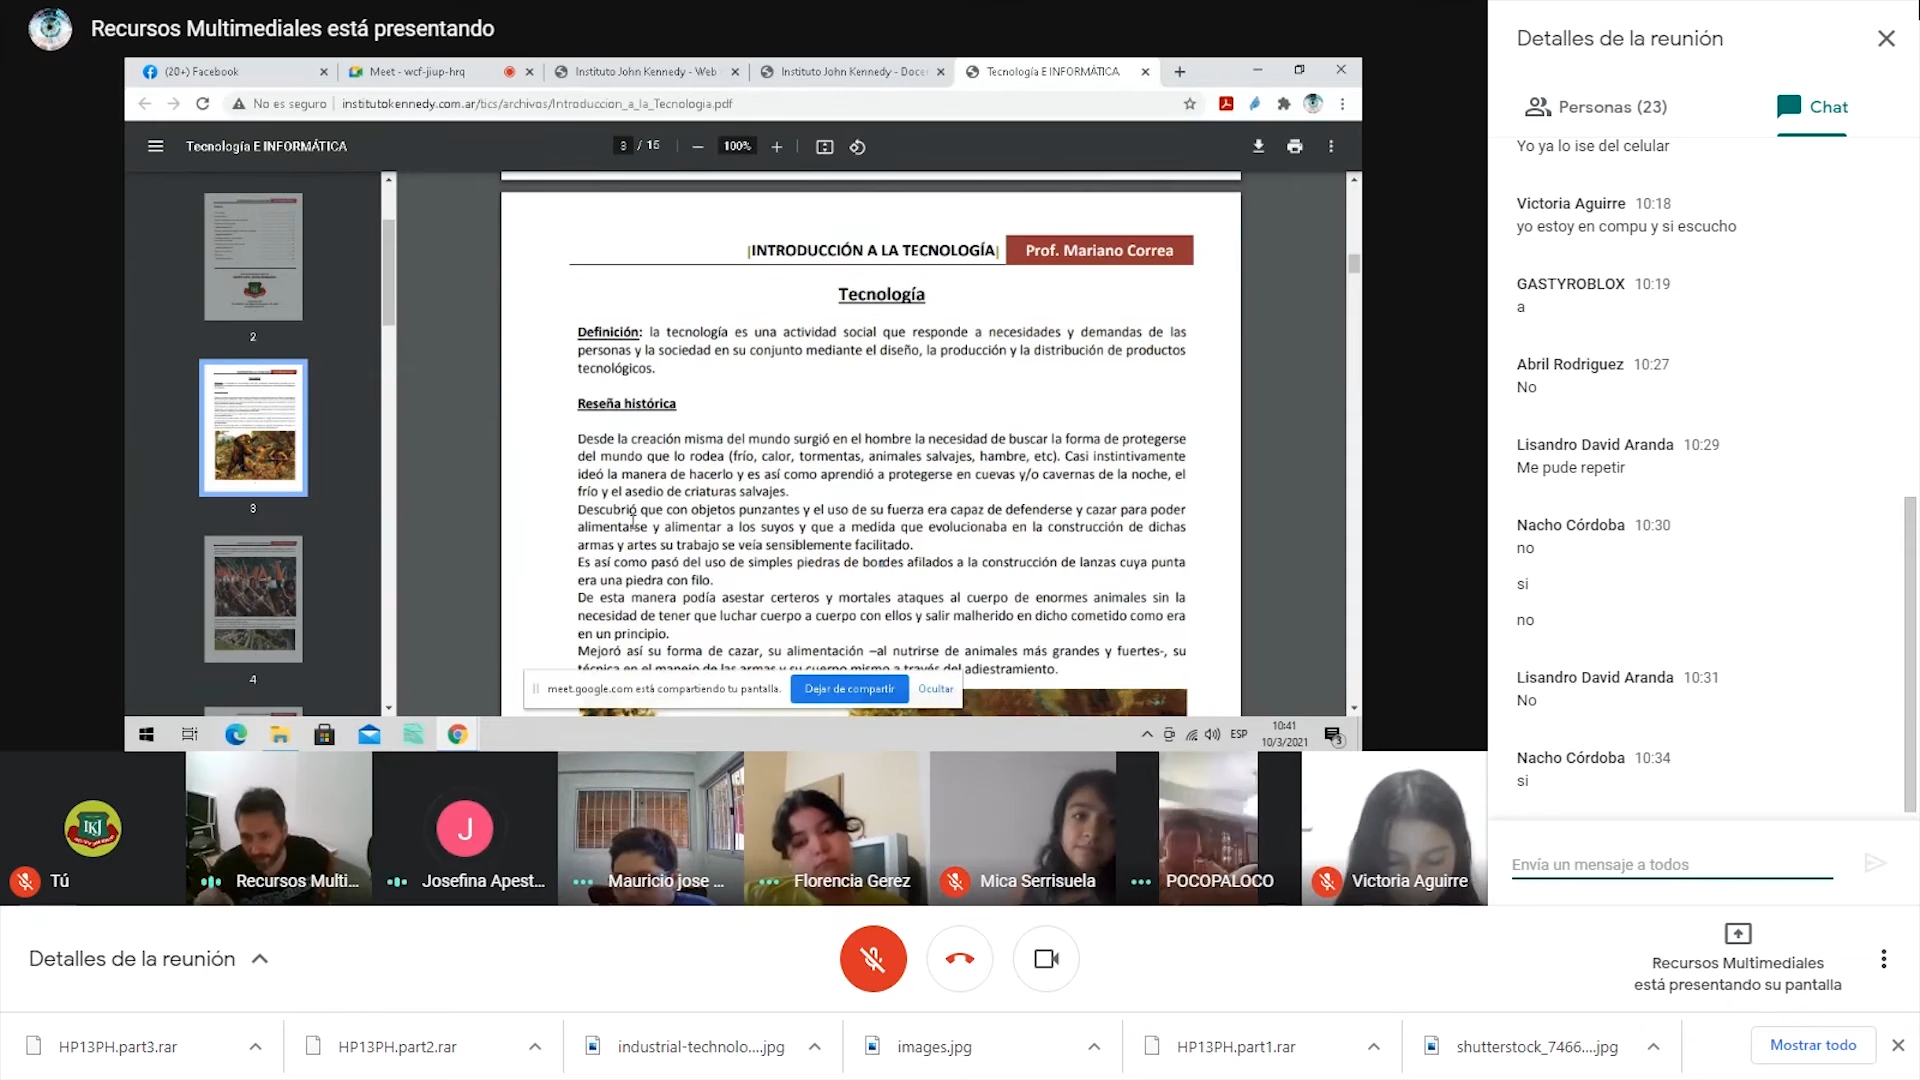 Recursos Multimediales está presentando
(20+) Facebook
Meet - wcf-jiup-hrq
Instituto John Kennedy - Web
Instituto John Kennedy - Docer
Tecnología E INFORMÁTICA
No es seguro
institutokennedy.com.ar/tics/archivos/Introduccion_a_la_Tecnologia.pdf
Tecnología E INFORMÁTICA
3 / 15
100%
2
3
4
INTRODUCCIÓN A LA TECNOLOGÍA
Prof. Mariano Correa
Tecnología
Definición: la tecnología es una actividad social que responde a necesidades y demandas de las
personas y la sociedad en su conjunto mediante el diseño, la producción y la distribución de productos
tecnológicos.
Reseña histórica
Desde la creación misma del mundo surgió en el hombre la necesidad de buscar la forma de protegerse
del mundo que lo rodea (frío, calor, tormentas, animales salvajes, hambre, etc). Casi instintivamente
ideó la manera de hacerlo y es así como aprendió a protegerse en cuevas y/o cavernas de la noche, el
frío y el asedio de criaturas salvajes.
Descubrió que con objetos punzantes y el uso de su fuerza era capaz de defenderse y cazar para poder
alimentarse y alimentar a los suyos y que a medida que evolucionaba en la construcción de dichas
armas y artes su trabajo se veía sensiblemente facilitado.
Es así como pasó del uso de simples piedras de bordes afilados a la construcción de lanzas cuya punta
era una piedra con filo.
De esta manera podía asestar certeros y mortales ataques al cuerpo de enormes animales sin la
necesidad de tener que luchar cuerpo a cuerpo con ellos y salir malherido en dicho cometido como era
en un principio.
Mejoró así su forma de cazar, su alimentación –al nutrirse de animales más grandes y fuertes-, su
técnica en el manejo de las armas y su cuerpo mismo a través del adiestramiento.
meet.google.com está compartiendo tu pantalla.
Dejar de compartir
Ocultar
ESP
10:41
10/3/2021
3
IKJ
Tú
Recursos Multi...
J
Josefina Apest...
Mauricio jose ...
Florencia Gerez
Mica Serrisuela
POCOPALOCO
Victoria Aguirre
Detalles de la reunión
Personas (23)
Chat
Yo ya lo ise del celular
Victoria Aguirre 10:18
yo estoy en compu y si escucho
GASTYROBLOX 10:19
a
Abril Rodriguez 10:27
No
Lisandro David Aranda 10:29
Me pude repetir
Nacho Córdoba 10:30
no
si
no
Lisandro David Aranda 10:31
No
Nacho Córdoba 10:34
si
Envía un mensaje a todos
Detalles de la reunión
Recursos Multimediales
está presentando su pantalla
HP13PH.part3.rar
HP13PH.part2.rar
industrial-technolo....jpg
images.jpg
HP13PH.part1.rar
shutterstock_7466....jpg
Mostrar todo